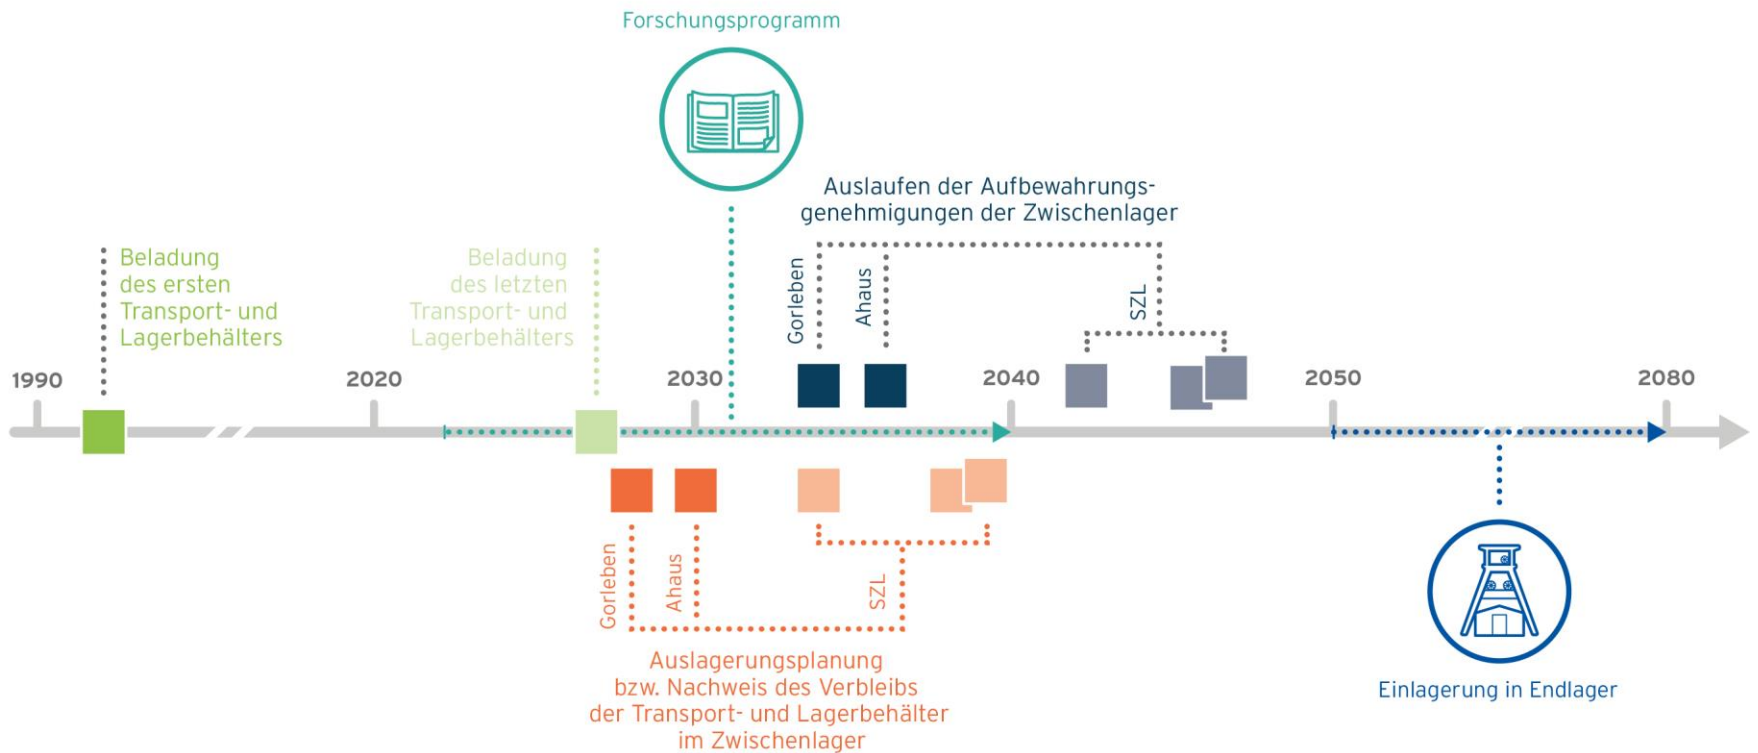 Forschungsprogramm
Auslaufen der Aufbewahrungs-
genehmigungen der Zwischenlager
Beladung
des ersten
Transport- und
Lagerbehälters
Beladung
des letzten
Transport- und
Lagerbehälters
Gorleben
Ahaus
SZL
1990
2020
2030
2040
2050
2080
Gorleben
Ahaus
SZL
Auslagerungsplanung
bzw. Nachweis des Verbleibs
der Transport- und Lagerbehälter
im Zwischenlager
Einlagerung in Endlager